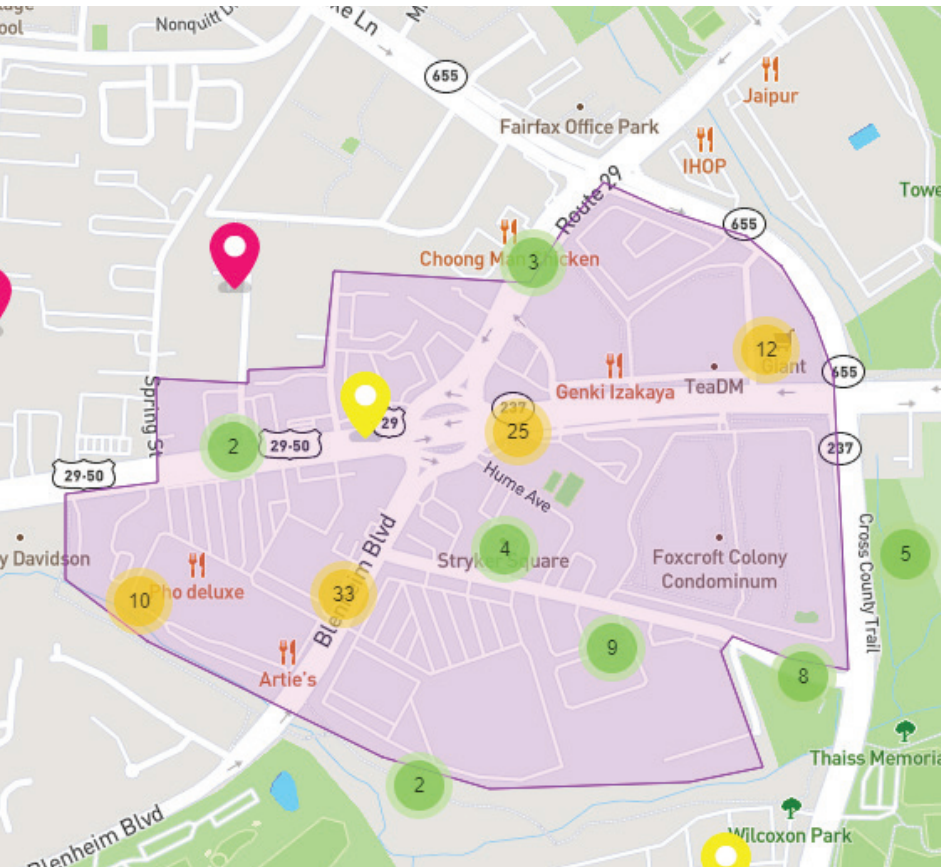 ool
Nonquitt
Ln
655
Jaipur
Fairfax Office Park
IHOP
Towe
Route 29
655
Choong Man Chicken
3
12
Giant
655
Genki Izakaya
TeaDM
237
29
25
Spring St
2
29-50
237
29-50
Hume Ave
Blenheim Blvd
4
Stryker Square
Foxcroft Colony
Condominum
Cross County Trail
5
y Davidson
Pho deluxe
10
33
9
Artie's
8
Thaiss Memoria
2
Wilcoxon Park
Blenheim Blvd